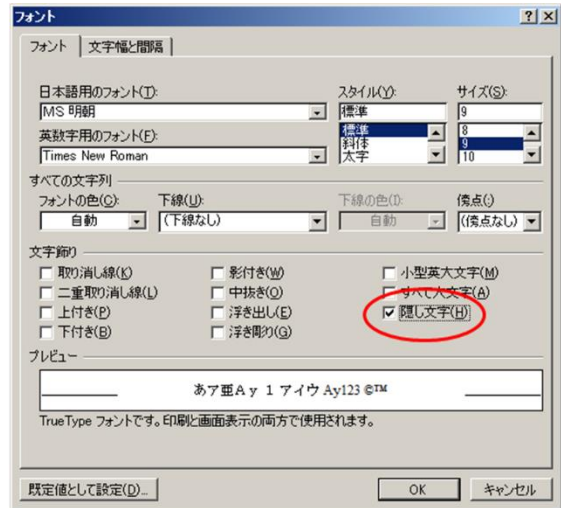 フォント
フォント 文字幅と間隔
日本語用のフォント(T): スタイル(Y): サイズ(S):
MS 明朝 標準 9
英数字用のフォント(F): 標準 8
斜体 9
Times New Roman 太字 10
すべての文字列
フォントの色(C): 下線(U): 下線の色(I): 傍点(:)
自動 (下線なし) 自動 (傍点なし)
文字飾り
取り消し線(K) 影付き(W) 小型英大文字(M)
二重取り消し線(L) 中抜き(O) すべて大文字(A)
上付き(P) 浮き出し(E) 隠し文字(H)
下付き(B) 浮き彫り(G)
プレビュー
あア亜Ay 1 アイウ Ay123 ©™
TrueType フォントです。印刷と画面表示の両方で使用されます。
既定値として設定(D)... OK キャンセル